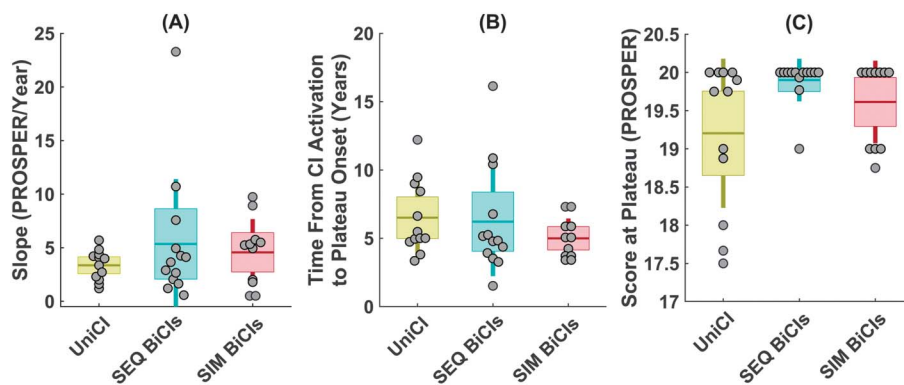 (A)
Slope (PROSPER/Year)
25
20
15
10
5
0
UniCI
SEQ BiCIs
SIM BiCIs
(B)
Time From CI Activation
to Plateau Onset (Years)
20
15
10
5
0
UniCI
SEQ BiCIs
SIM BiCIs
(C)
Score at Plateau (PROSPER)
20.5
20
19.5
19
18.5
18
17.5
17
UniCI
SEQ BiCIs
SIM BiCIs